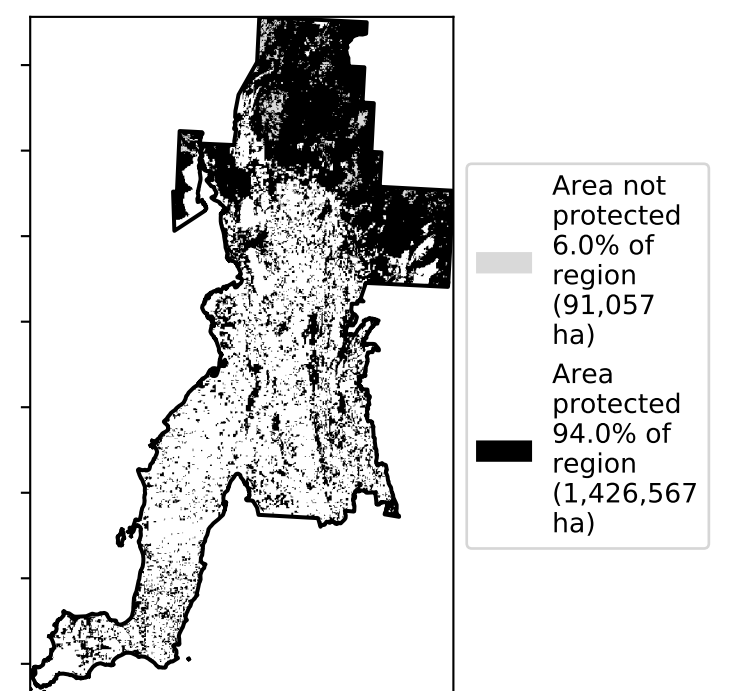 Area not
protected
6.0% of
region
(91,057
ha)
Area
protected
94.0% of
region
(1,426,567
ha)